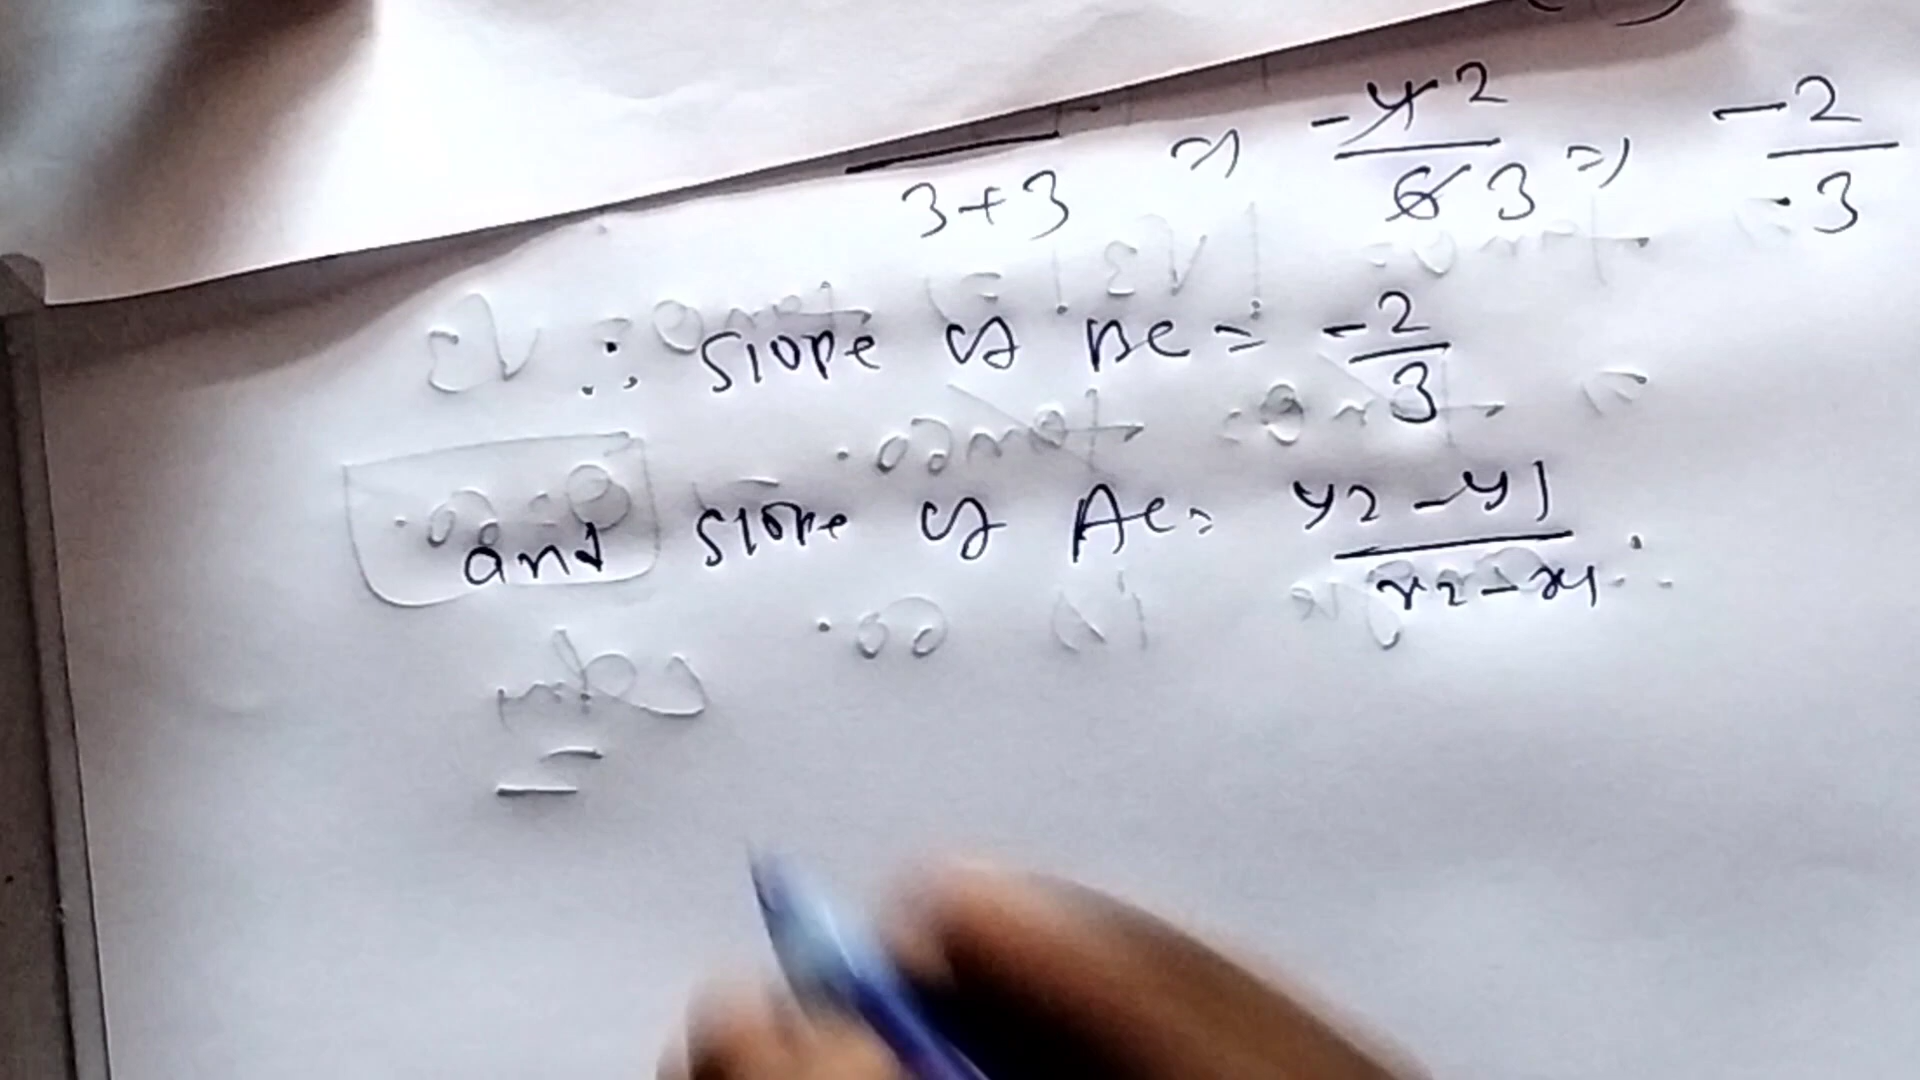 3+3 ⇒ -4̸ 2 / 6̸ 3 ⇒ -2 / -3
∴ slope of BC = -2/3
and slope of AC = y2-y1 / x2-x1